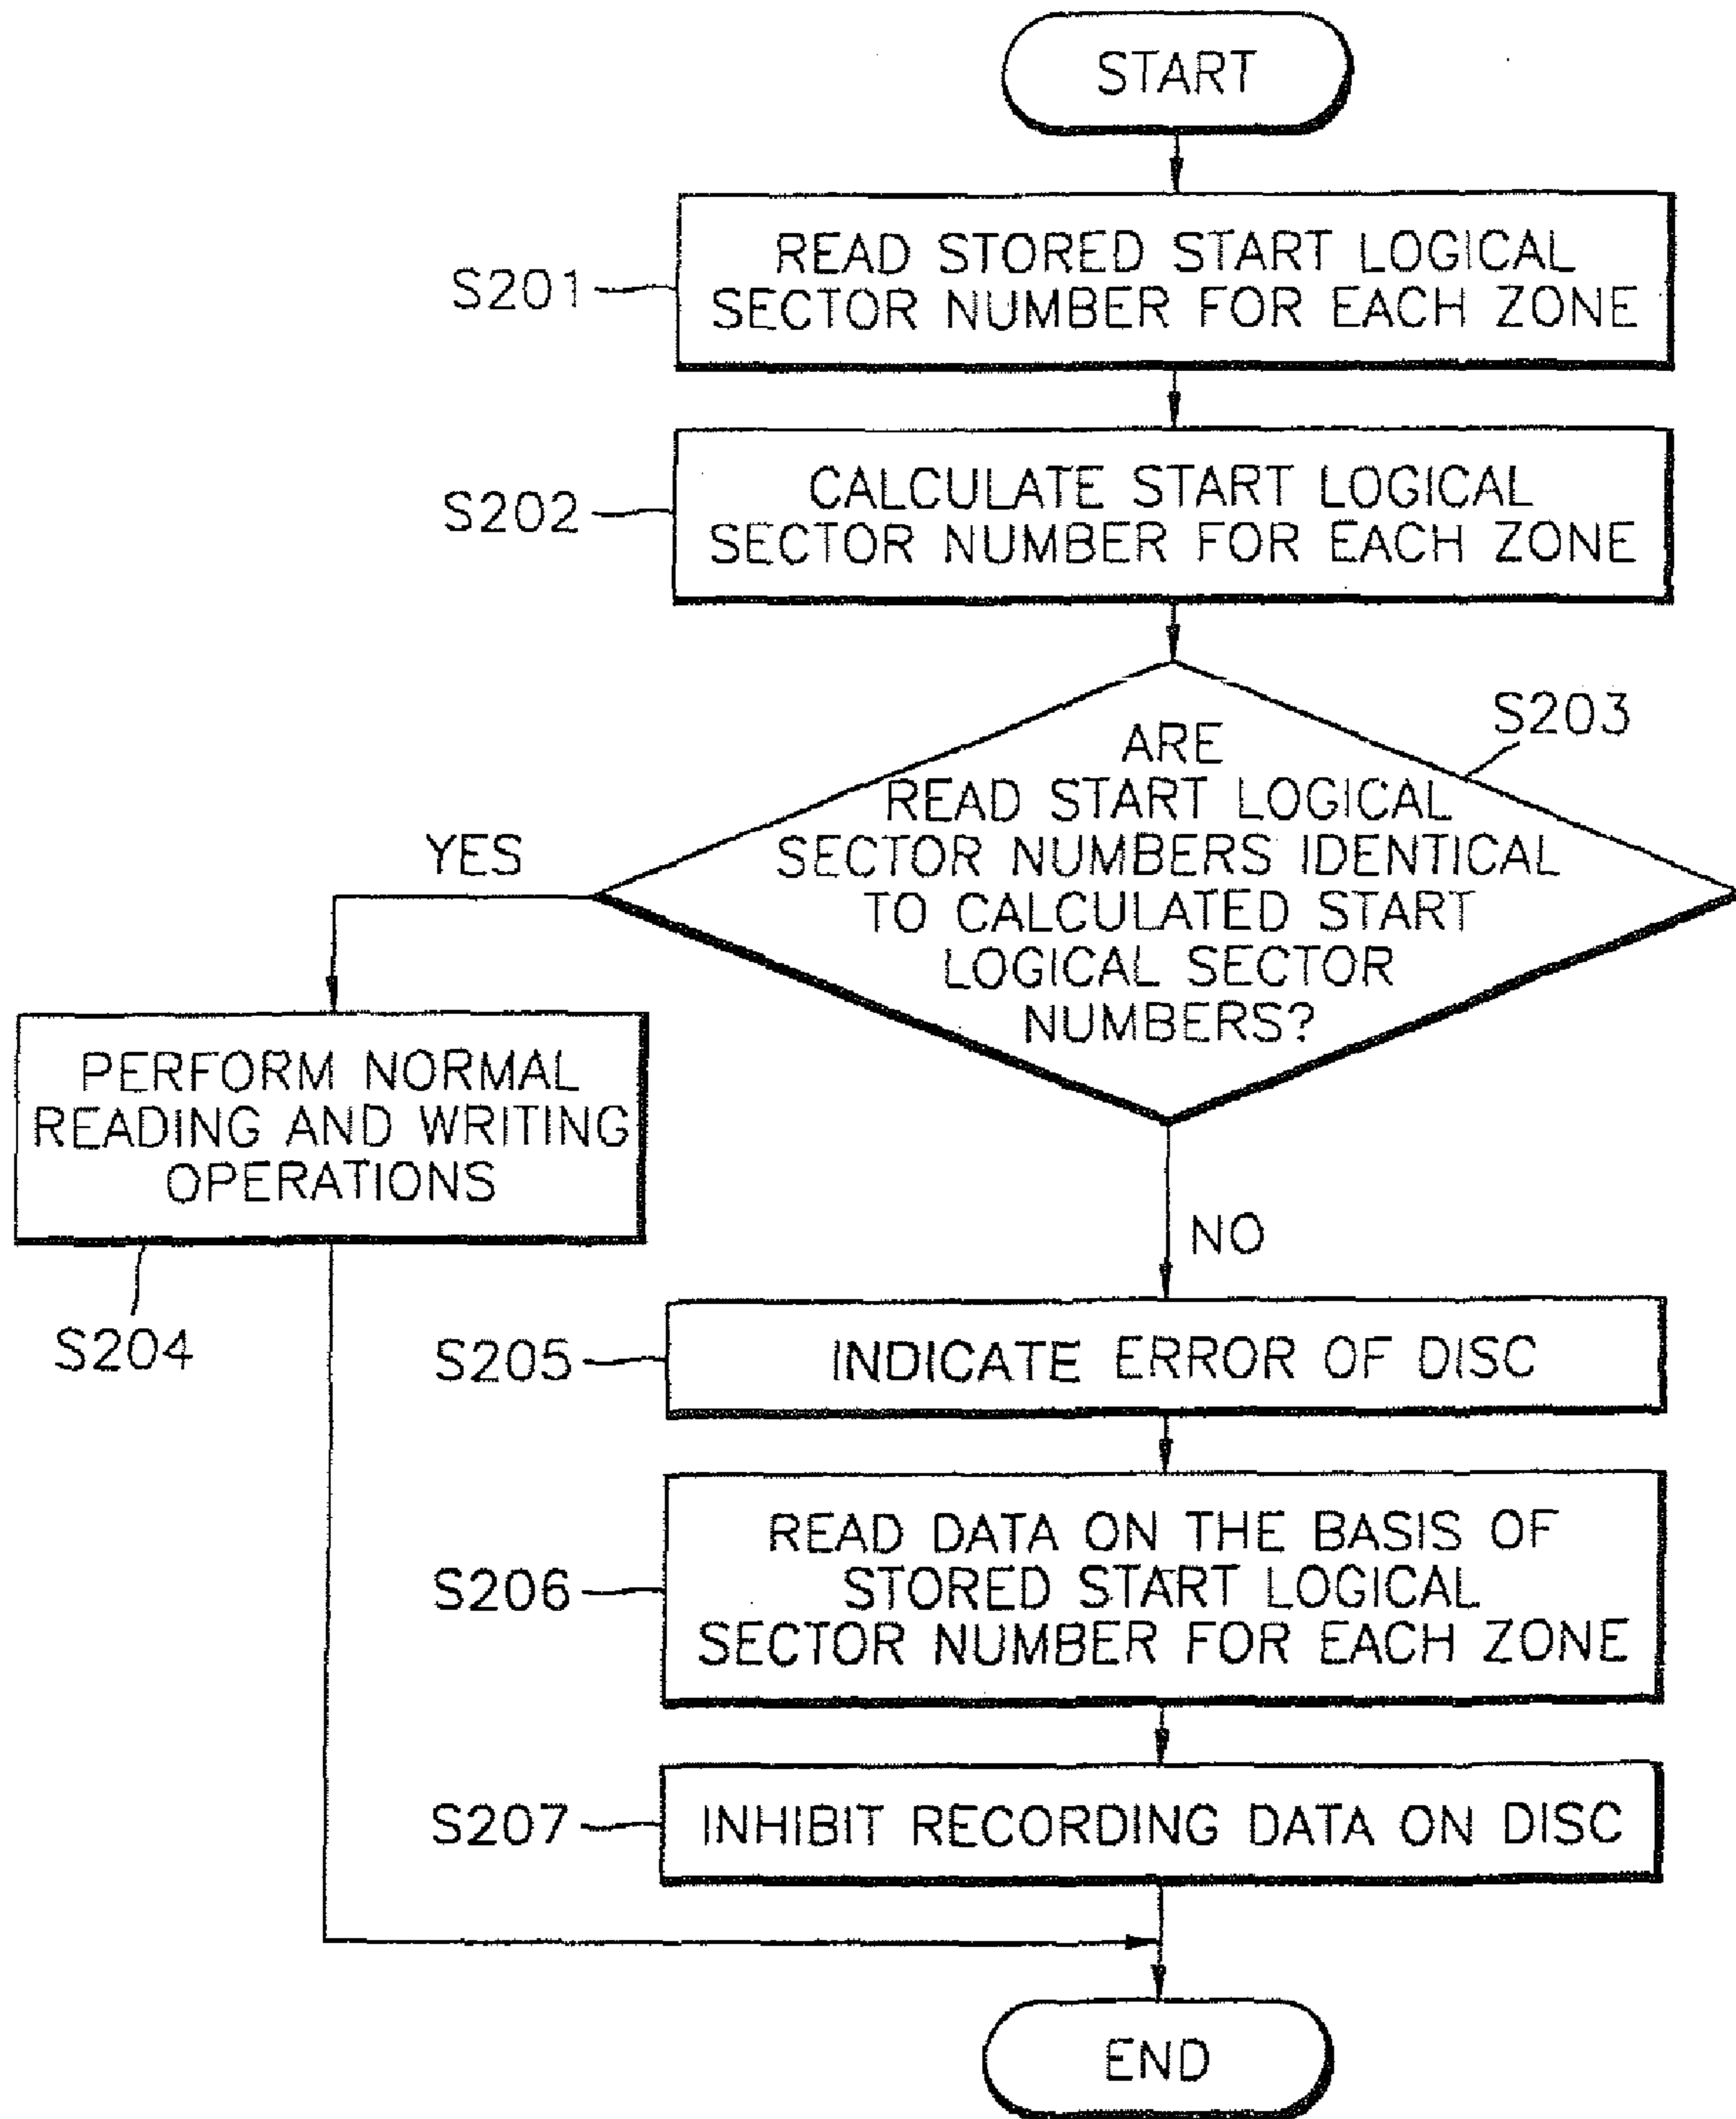 START
S201
READ STORED START LOGICAL
SECTOR NUMBER FOR EACH ZONE
S202
CALCULATE START LOGICAL
SECTOR NUMBER FOR EACH ZONE
S203
ARE
READ START LOGICAL
SECTOR NUMBERS IDENTICAL
TO CALCULATED START
LOGICAL SECTOR
NUMBERS?
YES
PERFORM NORMAL
READING AND WRITING
OPERATIONS
S204
NO
S205
INDICATE ERROR OF DISC
S206
READ DATA ON THE BASIS OF
STORED START LOGICAL
SECTOR NUMBER FOR EACH ZONE
S207
INHIBIT RECORDING DATA ON DISC
END